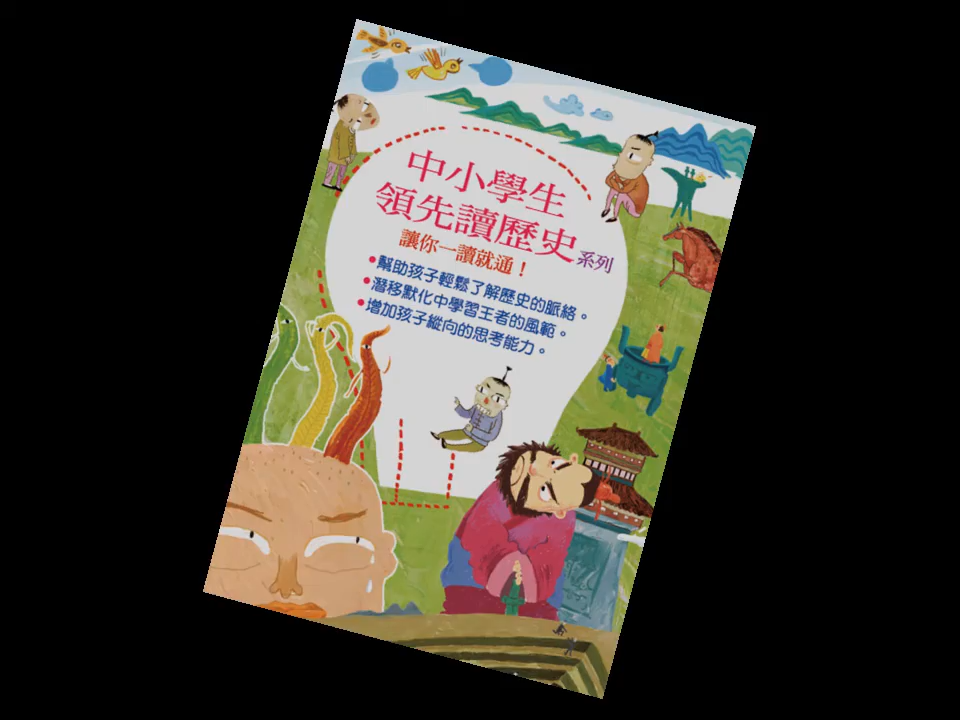 中小學生
領先讀歷史系列
讓你一讀就通！
•幫助孩子輕鬆了解歷史的脈絡。
•潛移默化中學習王者的風範。
•增加孩子縱向的思考能力。